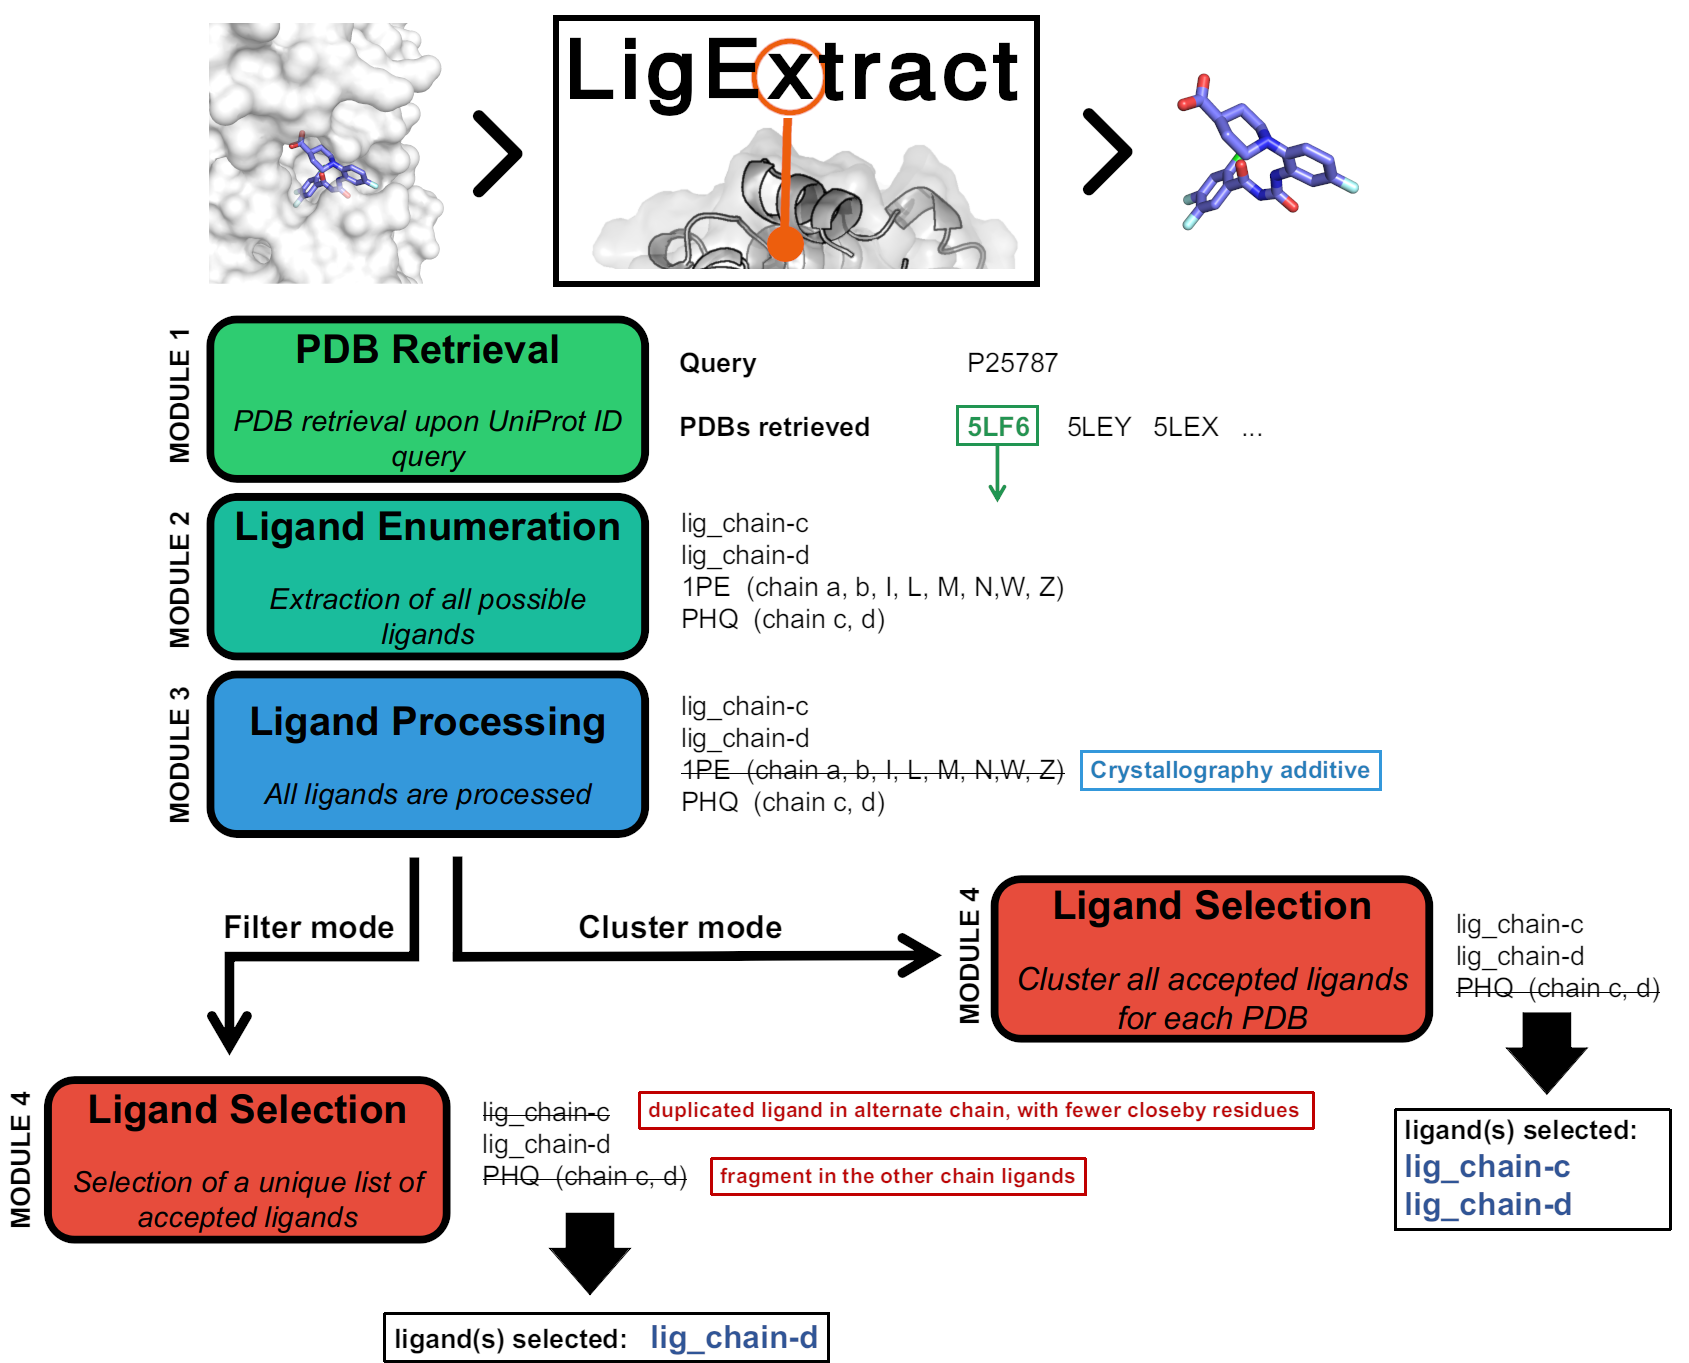 LigExtract
MODULE 1
PDB Retrieval
PDB retrieval upon UniProt ID
query
Query P25787
PDBs retrieved 5LF6 5LEY 5LEX ...
MODULE 2
Ligand Enumeration
Extraction of all possible
ligands
lig_chain-c
lig_chain-d
1PE (chain a, b, I, L, M, N,W, Z)
PHQ (chain c, d)
MODULE 3
Ligand Processing
All ligands are processed
lig_chain-c
lig_chain-d
1PE (chain a, b, I, L, M, N,W, Z) Crystallography additive
PHQ (chain c, d)
Filter mode
Cluster mode
MODULE 4
Ligand Selection
Cluster all accepted ligands
for each PDB
lig_chain-c
lig_chain-d
PHQ (chain c, d)
ligand(s) selected:
lig_chain-c
lig_chain-d
MODULE 4
Ligand Selection
Selection of a unique list of
accepted ligands
lig_chain-c duplicated ligand in alternate chain, with fewer closeby residues
lig_chain-d
PHQ (chain c, d) fragment in the other chain ligands
ligand(s) selected: lig_chain-d